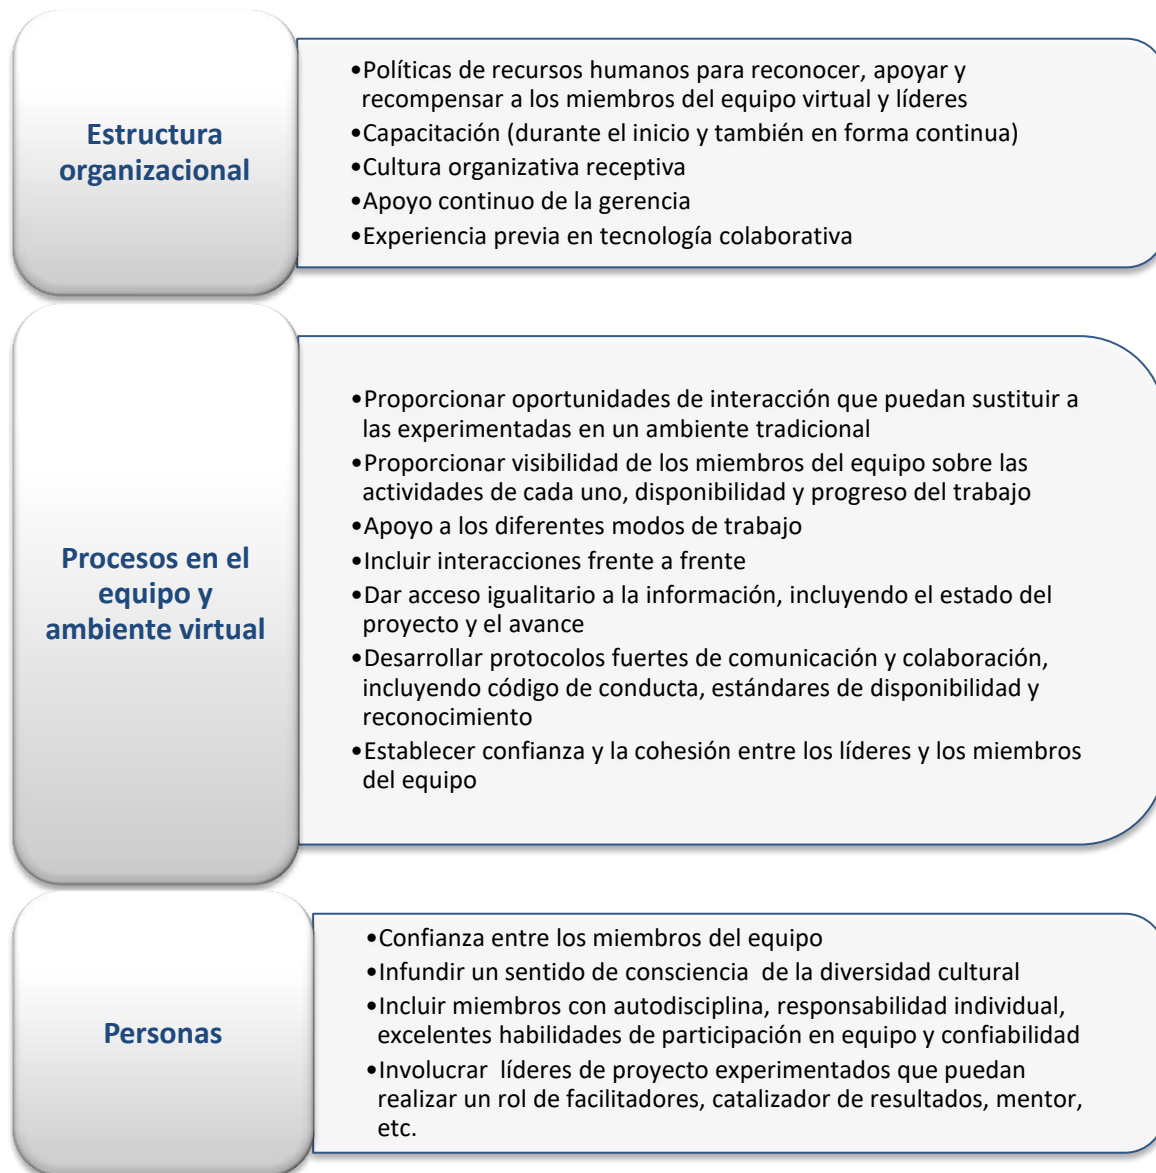 Estructura
organizacional
•Políticas de recursos humanos para reconocer, apoyar y
recompensar a los miembros del equipo virtual y líderes
•Capacitación (durante el inicio y también en forma continua)
•Cultura organizativa receptiva
•Apoyo continuo de la gerencia
•Experiencia previa en tecnología colaborativa
Procesos en el
equipo y
ambiente virtual
•Proporcionar oportunidades de interacción que puedan sustituir a
las experimentadas en un ambiente tradicional
•Proporcionar visibilidad de los miembros del equipo sobre las
actividades de cada uno, disponibilidad y progreso del trabajo
•Apoyo a los diferentes modos de trabajo
•Incluir interacciones frente a frente
•Dar acceso igualitario a la información, incluyendo el estado del
proyecto y el avance
•Desarrollar protocolos fuertes de comunicación y colaboración,
incluyendo código de conducta, estándares de disponibilidad y
reconocimiento
•Establecer confianza y la cohesión entre los líderes y los miembros
del equipo
Personas
•Confianza entre los miembros del equipo
•Infundir un sentido de consciencia  de la diversidad cultural
•Incluir miembros con autodisciplina, responsabilidad individual,
excelentes habilidades de participación en equipo y confiabilidad
•Involucrar  líderes de proyecto experimentados que puedan
realizar un rol de facilitadores, catalizador de resultados, mentor,
etc.